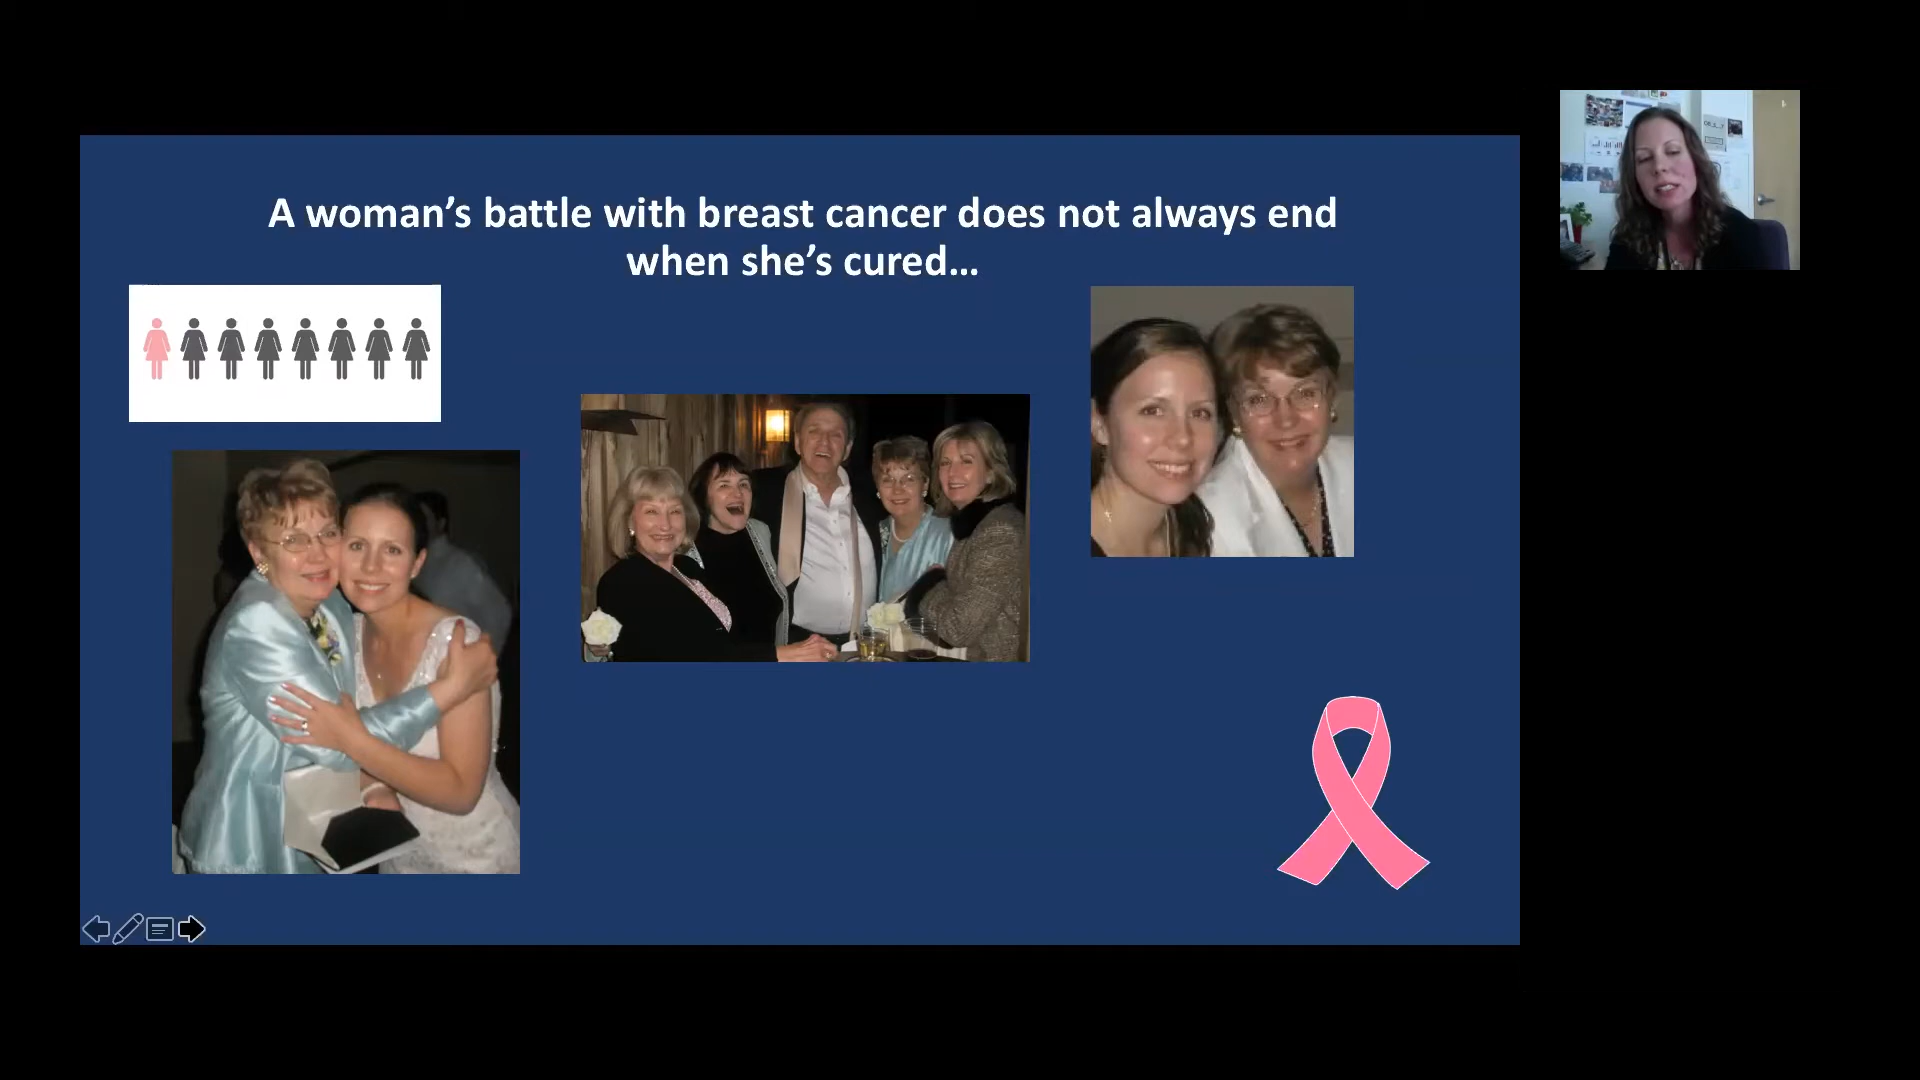 A woman’s battle with breast cancer does not always end
when she’s cured…